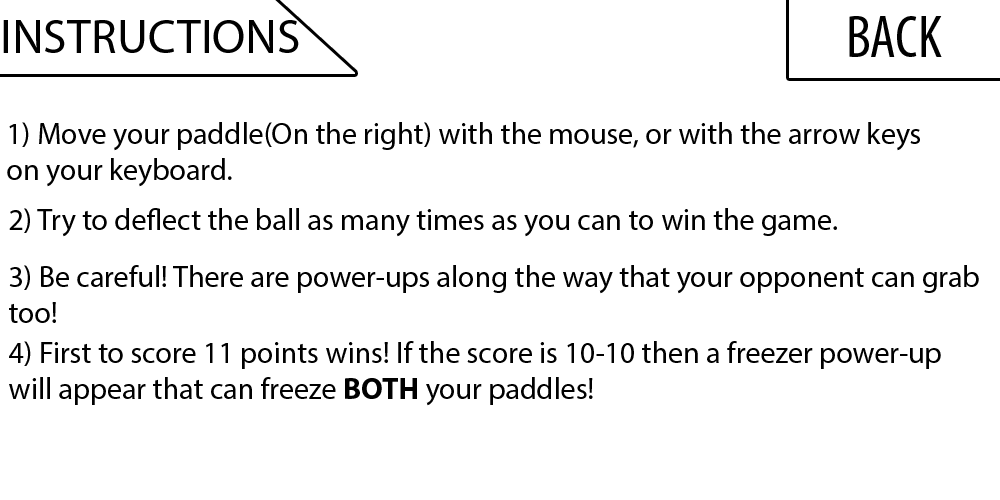 INSTRUCTIONS
BACK
1) Move your paddle(On the right) with the mouse, or with the arrow keys
on your keyboard.
2) Try to deflect the ball as many times as you can to win the game.
3) Be careful! There are power-ups along the way that your opponent can grab
too!
4) First to score 11 points wins! If the score is 10-10 then a freezer power-up
will appear that can freeze BOTH your paddles!